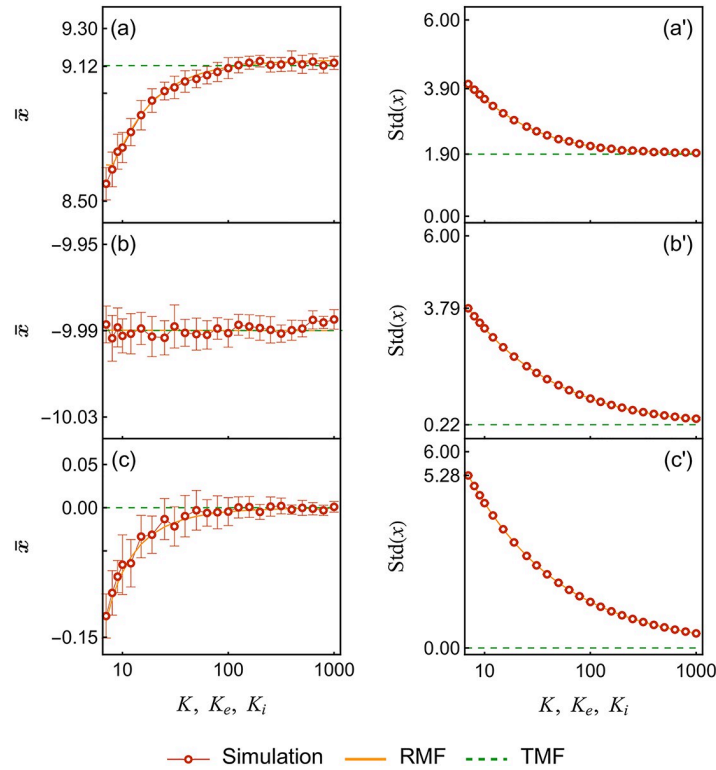 (a)
9.30
9.12
8.50
x̄
(a')
6.00
3.90
1.90
0.00
Std(x)
(b)
−9.95
−9.99
−10.03
x̄
(b')
6.00
3.79
0.22
Std(x)
(c)
0.05
0.00
−0.15
x̄
10 100 1000
K, Kₑ, Kᵢ
(c')
6.00
5.28
0.00
Std(x)
10 100 1000
K, Kₑ, Kᵢ
Simulation RMF TMF